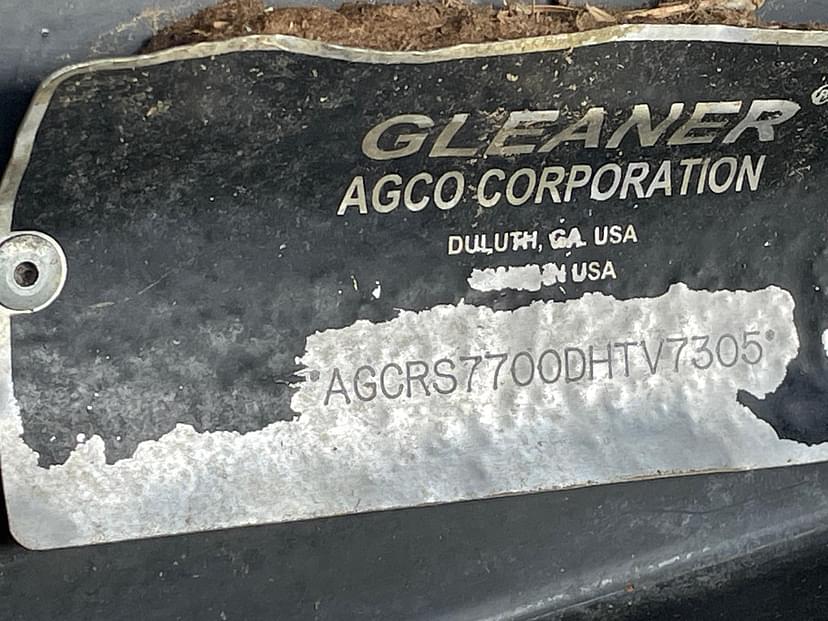 GLEANER
AGCO CORPORATION
DULUTH, GA. USA
USA
*AGCRS7700DHTV7305*